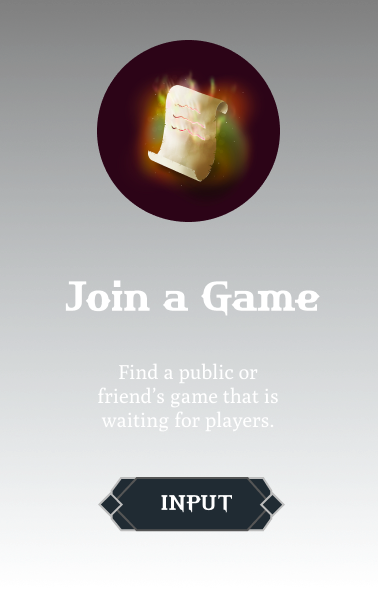 Join a Game
Find a public or
friend's game that is
waiting for players.
INPUT